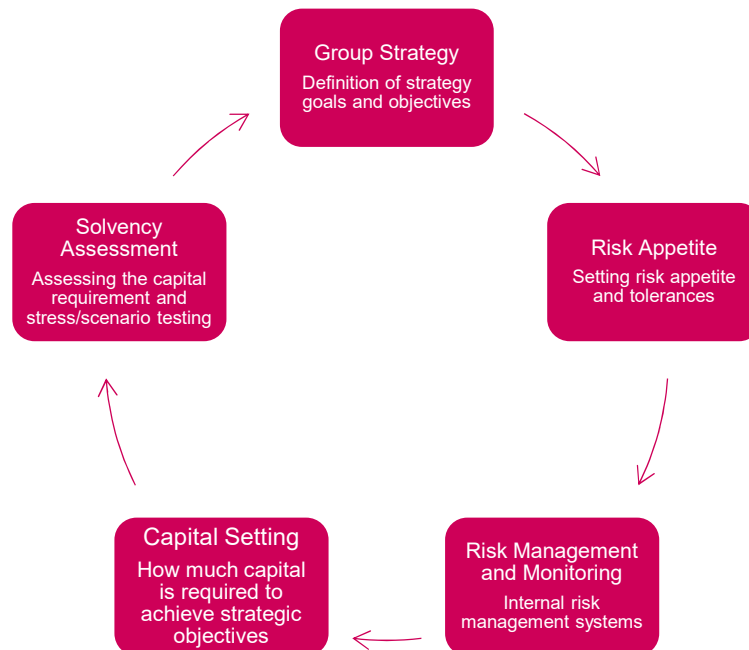 Group Strategy
Definition of strategy
goals and objectives
Risk Appetite
Setting risk appetite
and tolerances
Risk Management
and Monitoring
Internal risk
management systems
Capital Setting
How much capital
is required to
achieve strategic
objectives
Solvency
Assessment
Assessing the capital
requirement and
stress/scenario testing